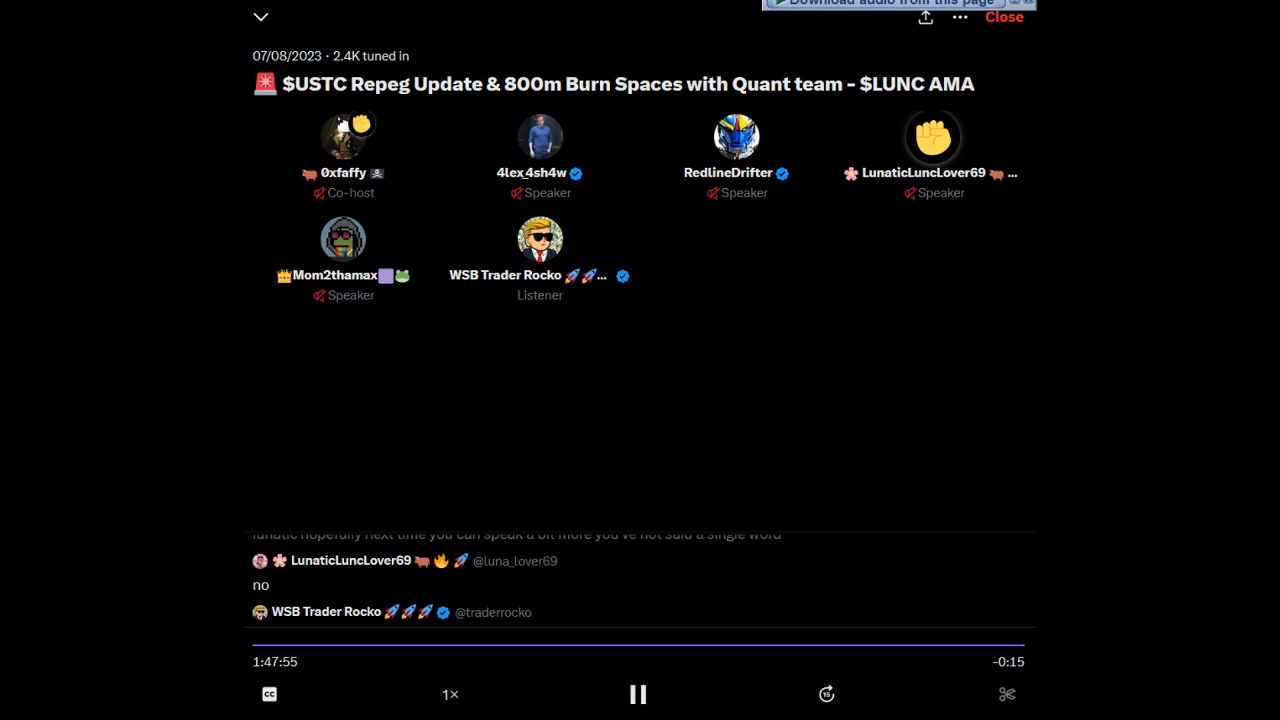 Download audio from this page
Close
07/08/2023 · 2.4K tuned in
🚨 $USTC Repeg Update & 800m Burn Spaces with Quant team - $LUNC AMA
🐂 0xfaffy ☠
Co-host
4lex_4sh4w
Speaker
RedlineDrifter
Speaker
🌸 LunaticLuncLover69 🐂 ...
Speaker
👑Mom2thamax🟪🐸
Speaker
WSB Trader Rocko 🚀🚀...
Listener
lunatic hopefully next time you can speak a bit more you've not said a single word
🌸 LunaticLuncLover69 🐂 🔥 🚀 @luna_lover69
no
WSB Trader Rocko 🚀🚀🚀 @traderrocko
1:47:55
-0:15
CC
1×
15